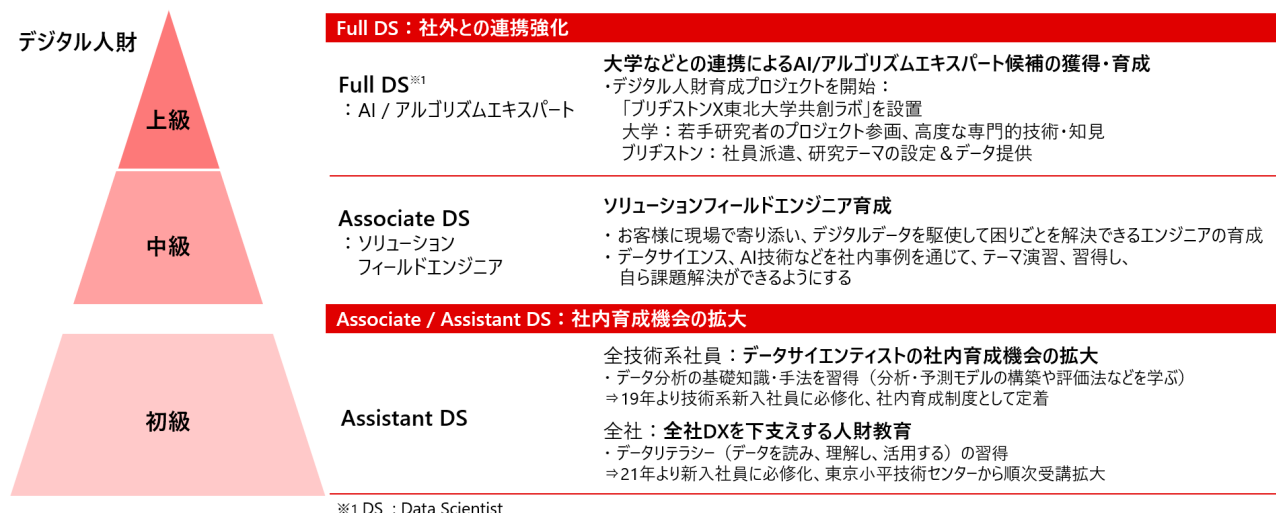 デジタル人財
上級
中級
初級
Full DS：社外との連携強化
Full DS※1
：AI / アルゴリズムエキスパート
大学などとの連携によるAI/アルゴリズムエキスパート候補の獲得・育成
・デジタル人財育成プロジェクトを開始：
「ブリヂストンX東北大学共創ラボ」を設置
大学：若手研究者のプロジェクト参画、高度な専門的技術・知見
ブリヂストン：社員派遣、研究テーマの設定＆データ提供
Associate DS
：ソリューション
フィールドエンジニア
ソリューションフィールドエンジニア育成
・お客様に現場で寄り添い、デジタルデータを駆使して困りごとを解決できるエンジニアの育成
・データサイエンス、AI技術などを社内事例を通じて、テーマ演習、習得し、
自ら課題解決ができるようにする
Associate / Assistant DS：社内育成機会の拡大
Assistant DS
全技術系社員：データサイエンティストの社内育成機会の拡大
・データ分析の基礎知識・手法を習得（分析・予測モデルの構築や評価法などを学ぶ）
⇒19年より技術系新入社員に必修化、社内育成制度として定着
全社：全社DXを下支えする人財教育
・データリテラシー（データを読み、理解し、活用する）の習得
⇒21年より新入社員に必修化、東京小平技術センターから順次受講拡大
※1 DS ：Data Scientist